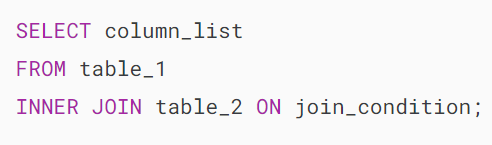 SELECT column_list
FROM table_1
INNER JOIN table_2 ON join_condition;